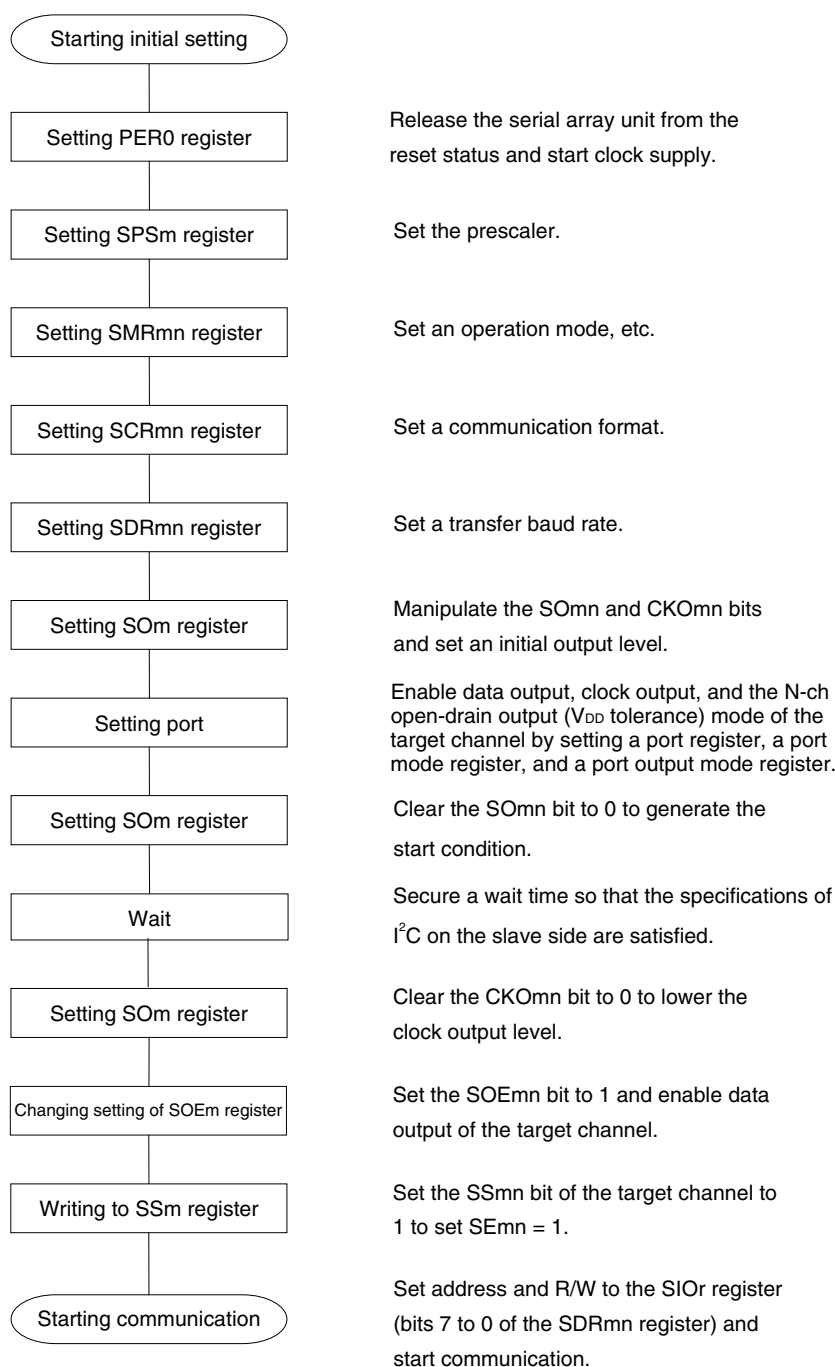 Starting initial setting
Setting PER0 register
Release the serial array unit from the
reset status and start clock supply.
Setting SPSm register
Set the prescaler.
Setting SMRmn register
Set an operation mode, etc.
Setting SCRmn register
Set a communication format.
Setting SDRmn register
Set a transfer baud rate.
Setting SOm register
Manipulate the SOmn and CKOmn bits
and set an initial output level.
Setting port
Enable data output, clock output, and the N-ch
open-drain output (VDD tolerance) mode of the
target channel by setting a port register, a port
mode register, and a port output mode register.
Setting SOm register
Clear the SOmn bit to 0 to generate the
start condition.
Wait
Secure a wait time so that the specifications of
I²C on the slave side are satisfied.
Setting SOm register
Clear the CKOmn bit to 0 to lower the
clock output level.
Changing setting of SOEm register
Set the SOEmn bit to 1 and enable data
output of the target channel.
Writing to SSm register
Set the SSmn bit of the target channel to
1 to set SEmn = 1.
Starting communication
Set address and R/W to the SIOr register
(bits 7 to 0 of the SDRmn register) and
start communication.